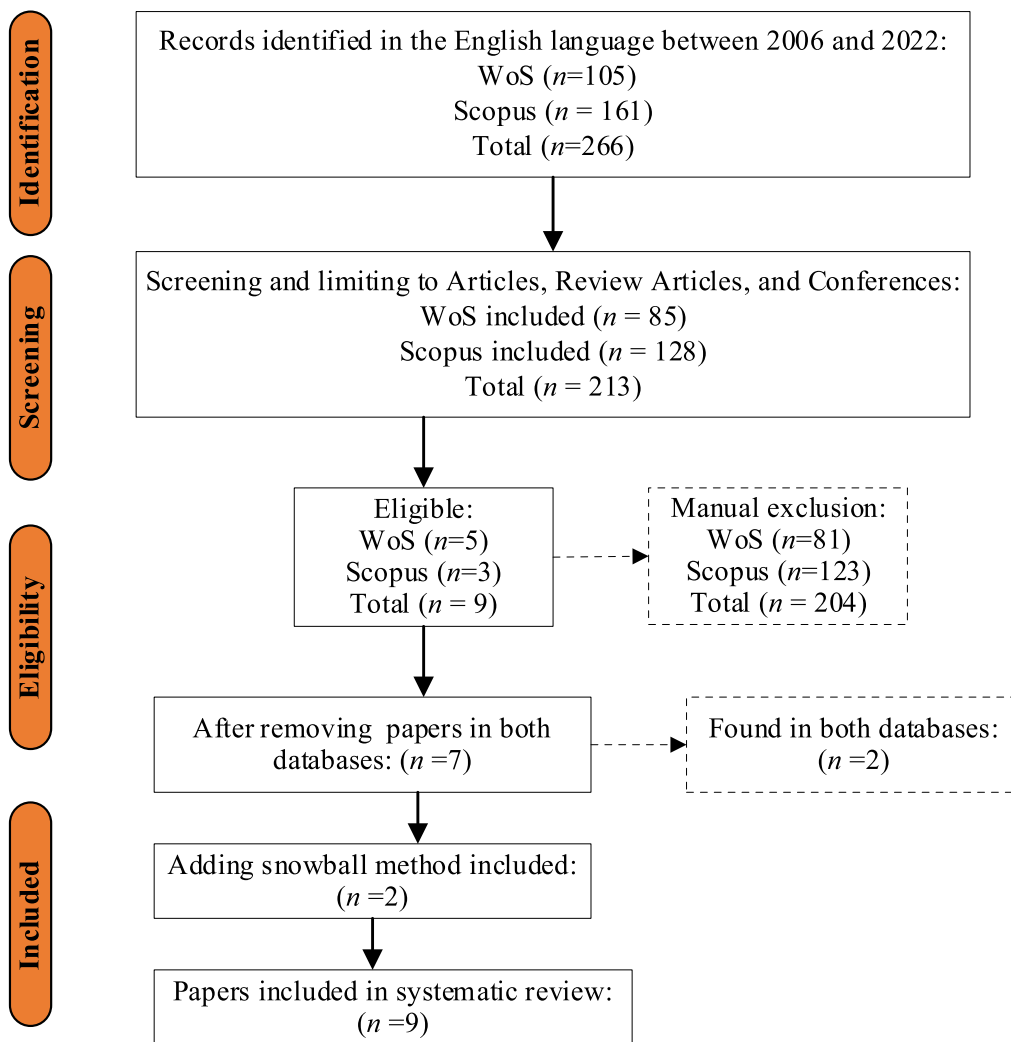 Identification
Records identified in the English language between 2006 and 2022:
WoS (n=105)
Scopus (n = 161)
Total (n=266)
Screening
Screening and limiting to Articles, Review Articles, and Conferences:
WoS included (n = 85)
Scopus included (n = 128)
Total (n = 213)
Eligibility
Eligible:
WoS (n=5)
Scopus (n=3)
Total (n = 9)
Manual exclusion:
WoS (n=81)
Scopus (n=123)
Total (n = 204)
After removing papers in both
databases: (n =7)
Found in both databases:
(n =2)
Included
Adding snowball method included:
(n =2)
Papers included in systematic review:
(n =9)